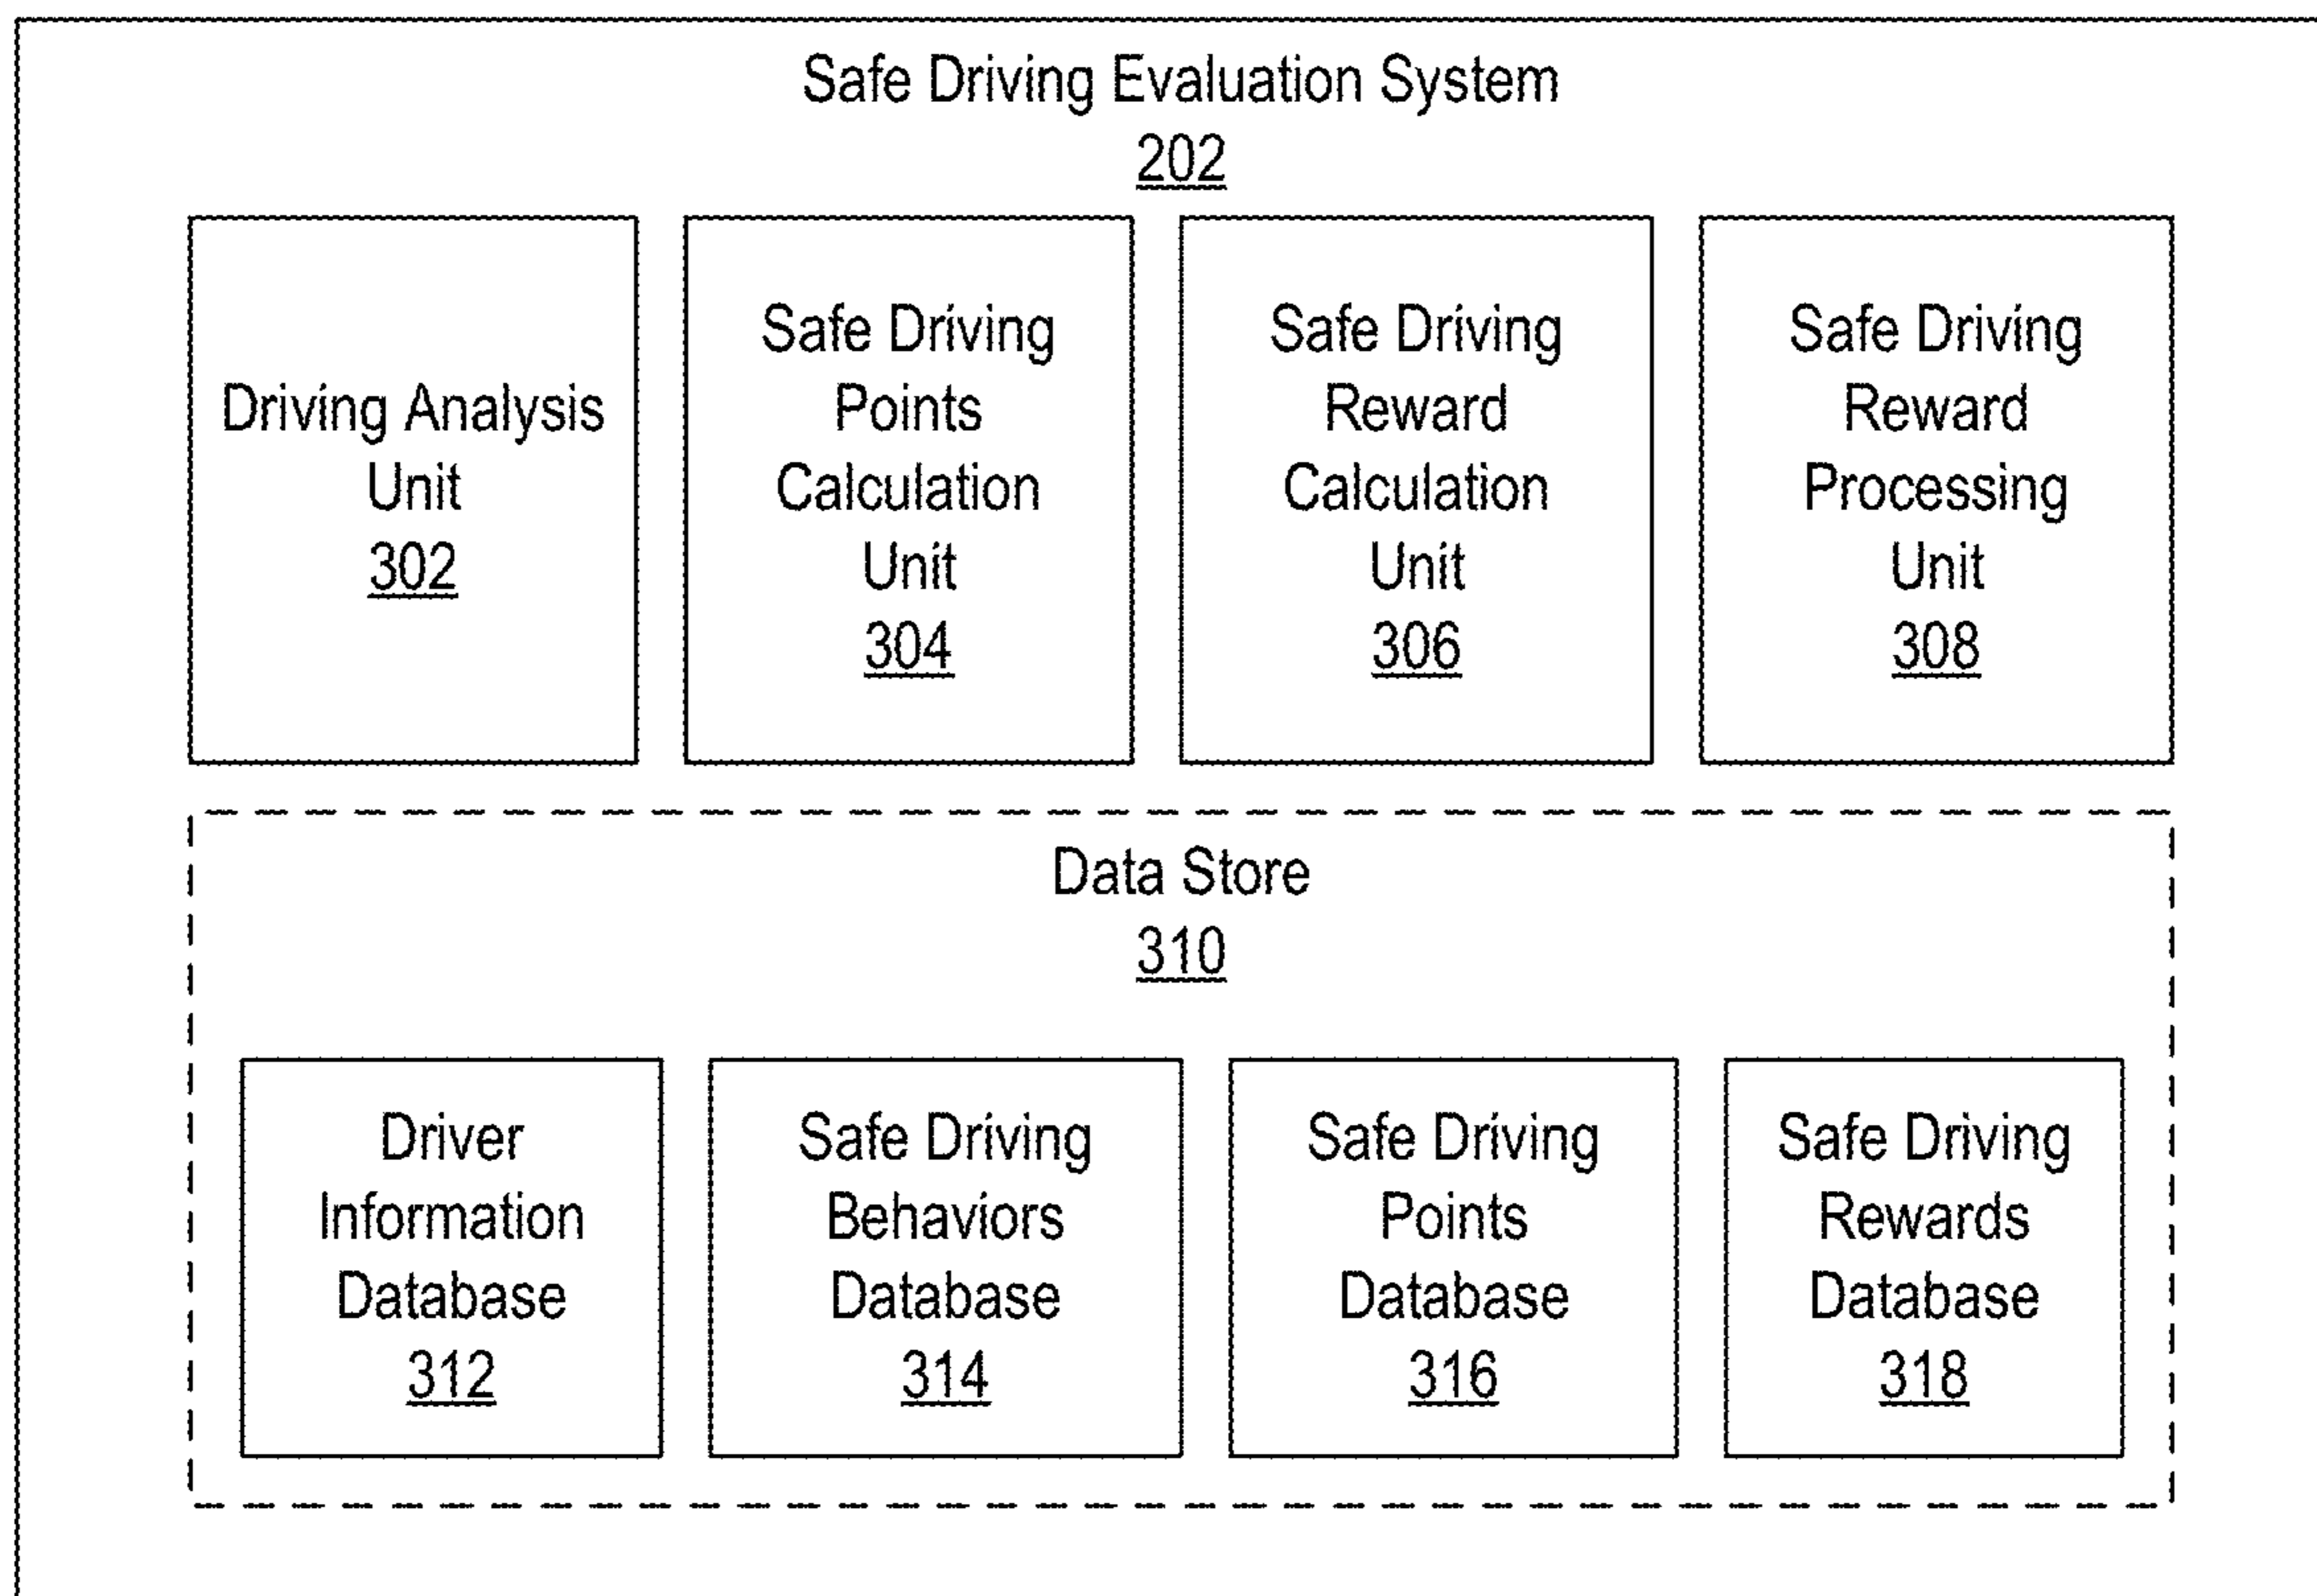 Safe Driving Evaluation System
202
Driving Analysis
Unit
302
Safe Driving
Points
Calculation
Unit
304
Safe Driving
Reward
Calculation
Unit
306
Safe Driving
Reward
Processing
Unit
308
Data Store
310
Driver
Information
Database
312
Safe Driving
Behaviors
Database
314
Safe Driving
Points
Database
316
Safe Driving
Rewards
Database
318